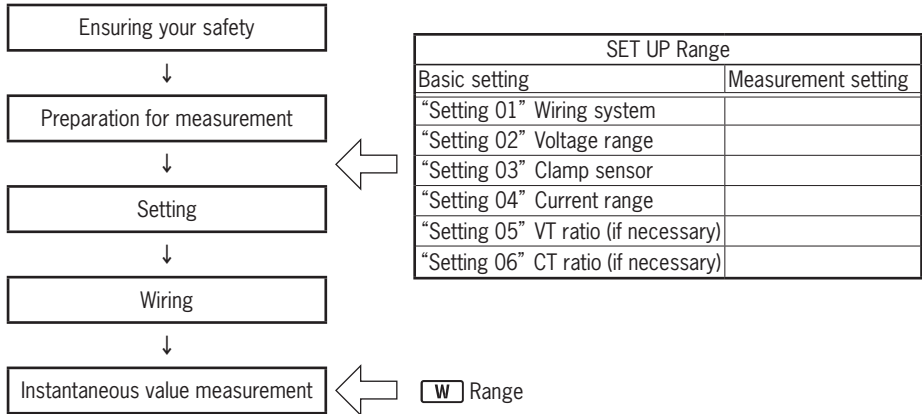 Ensuring your safety
↓
Preparation for measurement
↓
Setting
↓
Wiring
↓
Instantaneous value measurement
SET UP Range
Basic setting Measurement setting
“Setting 01” Wiring system
“Setting 02” Voltage range
“Setting 03” Clamp sensor
“Setting 04” Current range
“Setting 05” VT ratio (if necessary)
“Setting 06” CT ratio (if necessary)
W Range